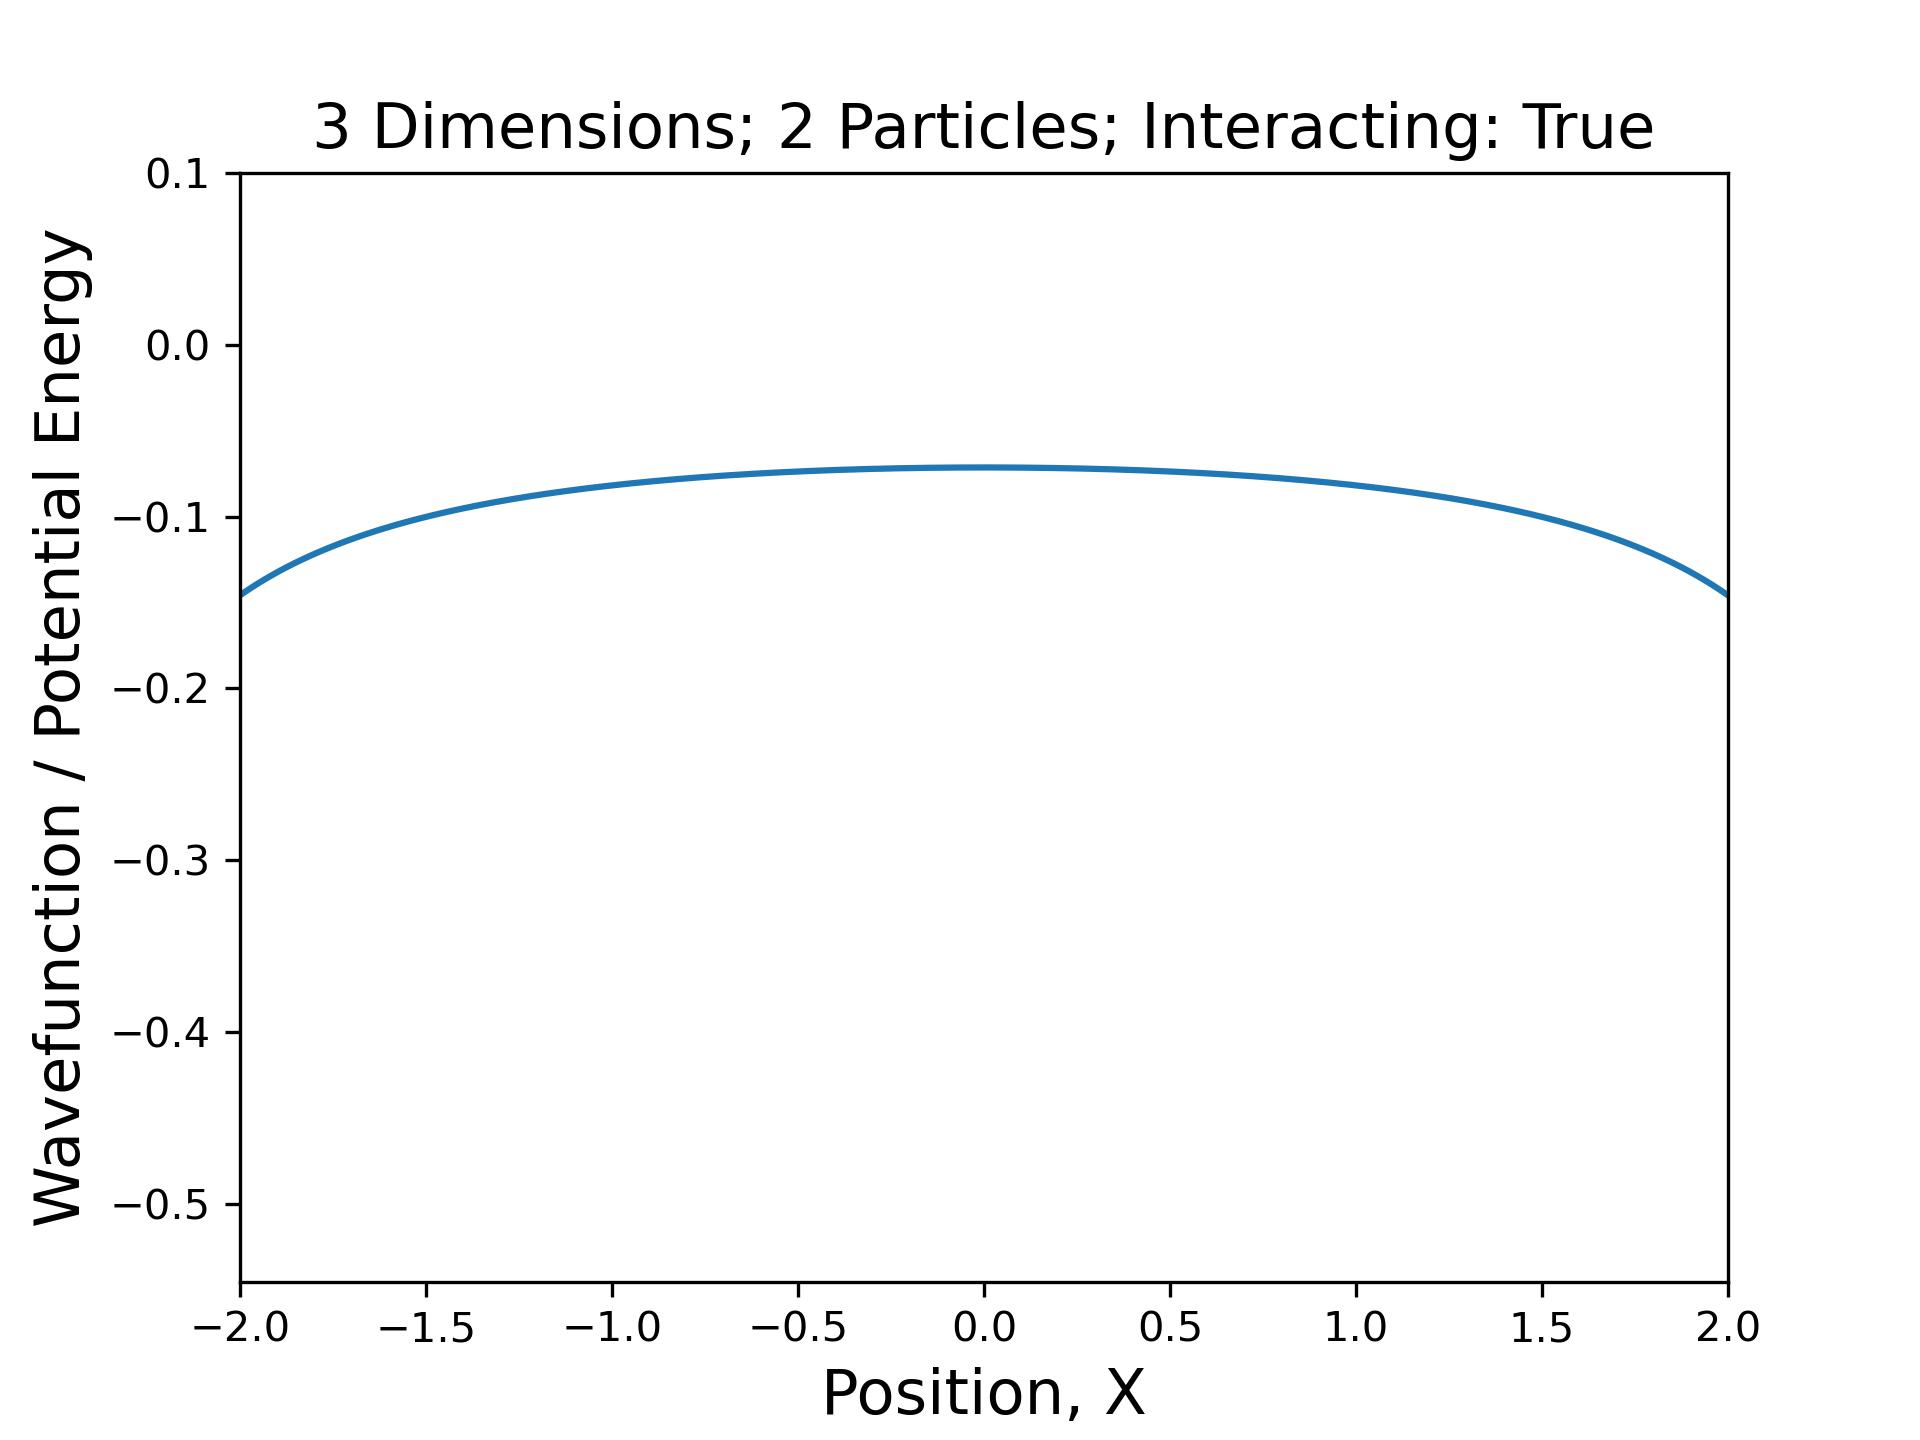 3 Dimensions; 2 Particles; Interacting: True
Wavefunction / Potential Energy
0.1
0.0
−0.1
−0.2
−0.3
−0.4
−0.5
−2.0 −1.5 −1.0 −0.5 0.0 0.5 1.0 1.5 2.0
Position, X